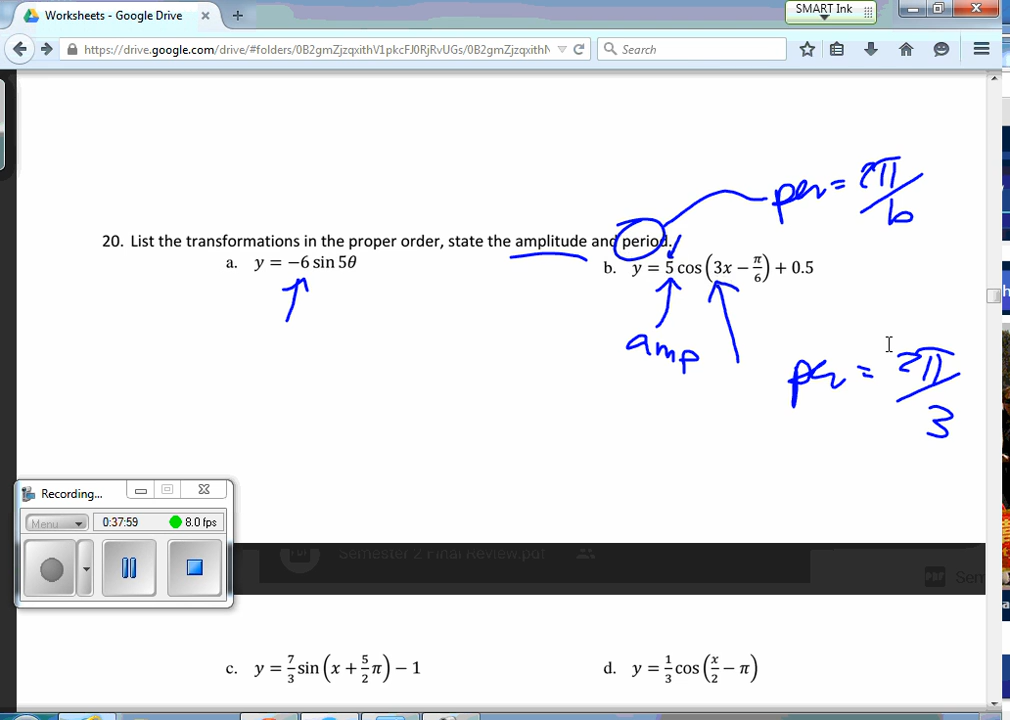 Worksheets - Google Drive
SMART Ink
https://drive.google.com/drive/#folders/0B2gmZjzqxithV1pkcFJ0RjRvUGs/0B2gmZjzqxithN
Search
per = 2π/b
20. List the transformations in the proper order, state the amplitude and period.
a. y = −6 sin 5θ
b. y = 5 cos (3x − π/6) + 0.5
amp
per = 2π/3
Recording...
Menu
0:37:59
8.0 fps
Semester 2 Final Review.pdf
Sem
c. y = 7/3 sin (x + 5/2 π) − 1
d. y = 1/3 cos (x/2 − π)